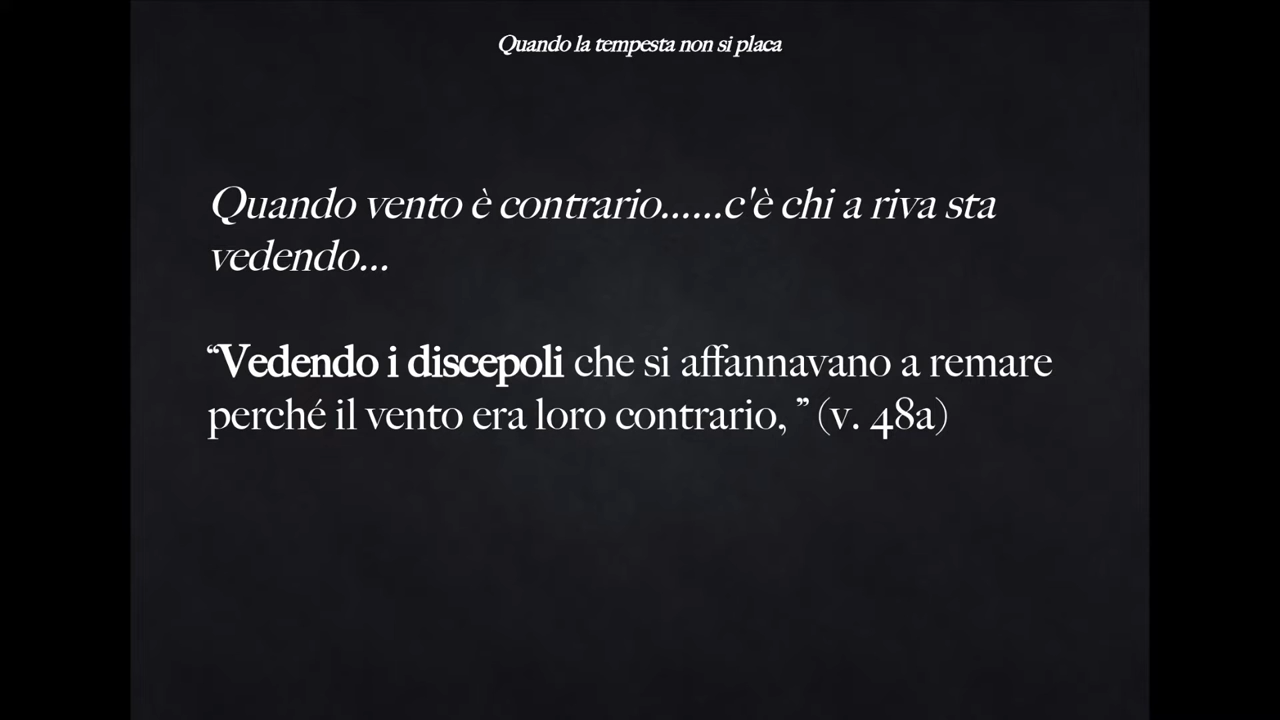 Quando la tempesta non si placa
Quando vento è contrario......c'è chi a riva sta
vedendo...
“Vedendo i discepoli che si affannavano a remare
perché il vento era loro contrario, ” (v. 48a)